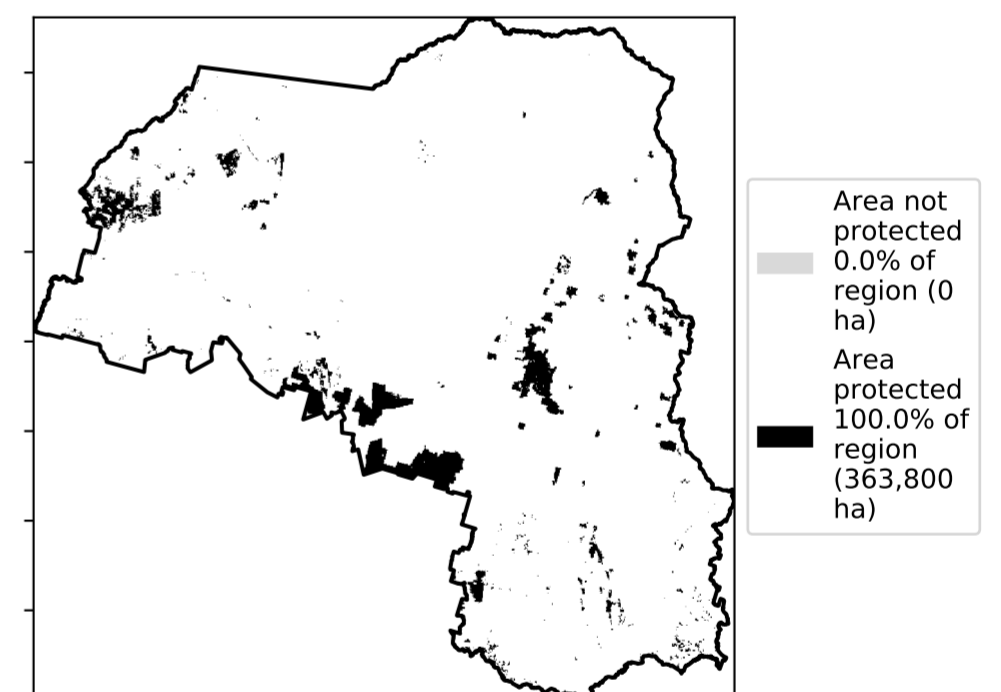 Area not
protected
0.0% of
region (0
ha)
Area
protected
100.0% of
region
(363,800
ha)